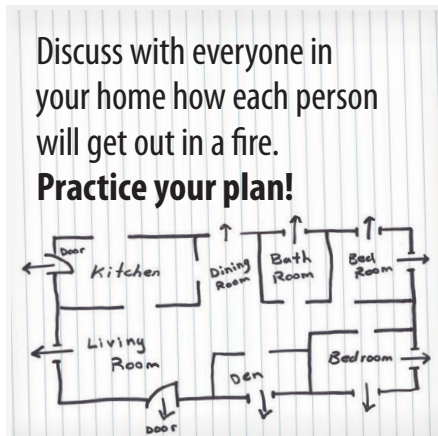 Discuss with everyone in
your home how each person
will get out in a fire.
Practice your plan!
Door
Kitchen
Dining
Room
Bath
Room
Bed
Room
Living
Room
Den
Bedroom
Door